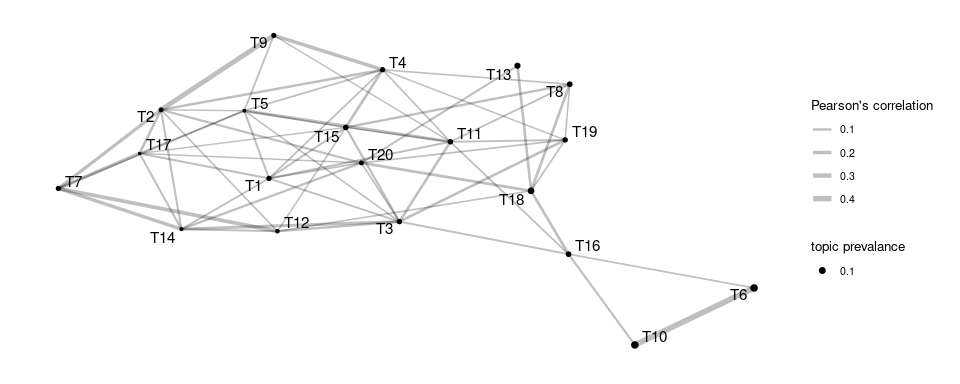 T9
T4
T13
T8
T2
T5
Pearson's correlation
0.1
0.2
0.3
0.4
T15
T11
T19
T17
T20
T7
T1
T18
T14
T12
T3
T16
topic prevalance
0.1
T6
T10